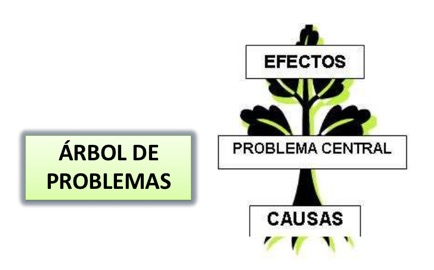 EFECTOS
ÁRBOL DE
PROBLEMAS
PROBLEMA CENTRAL
CAUSAS